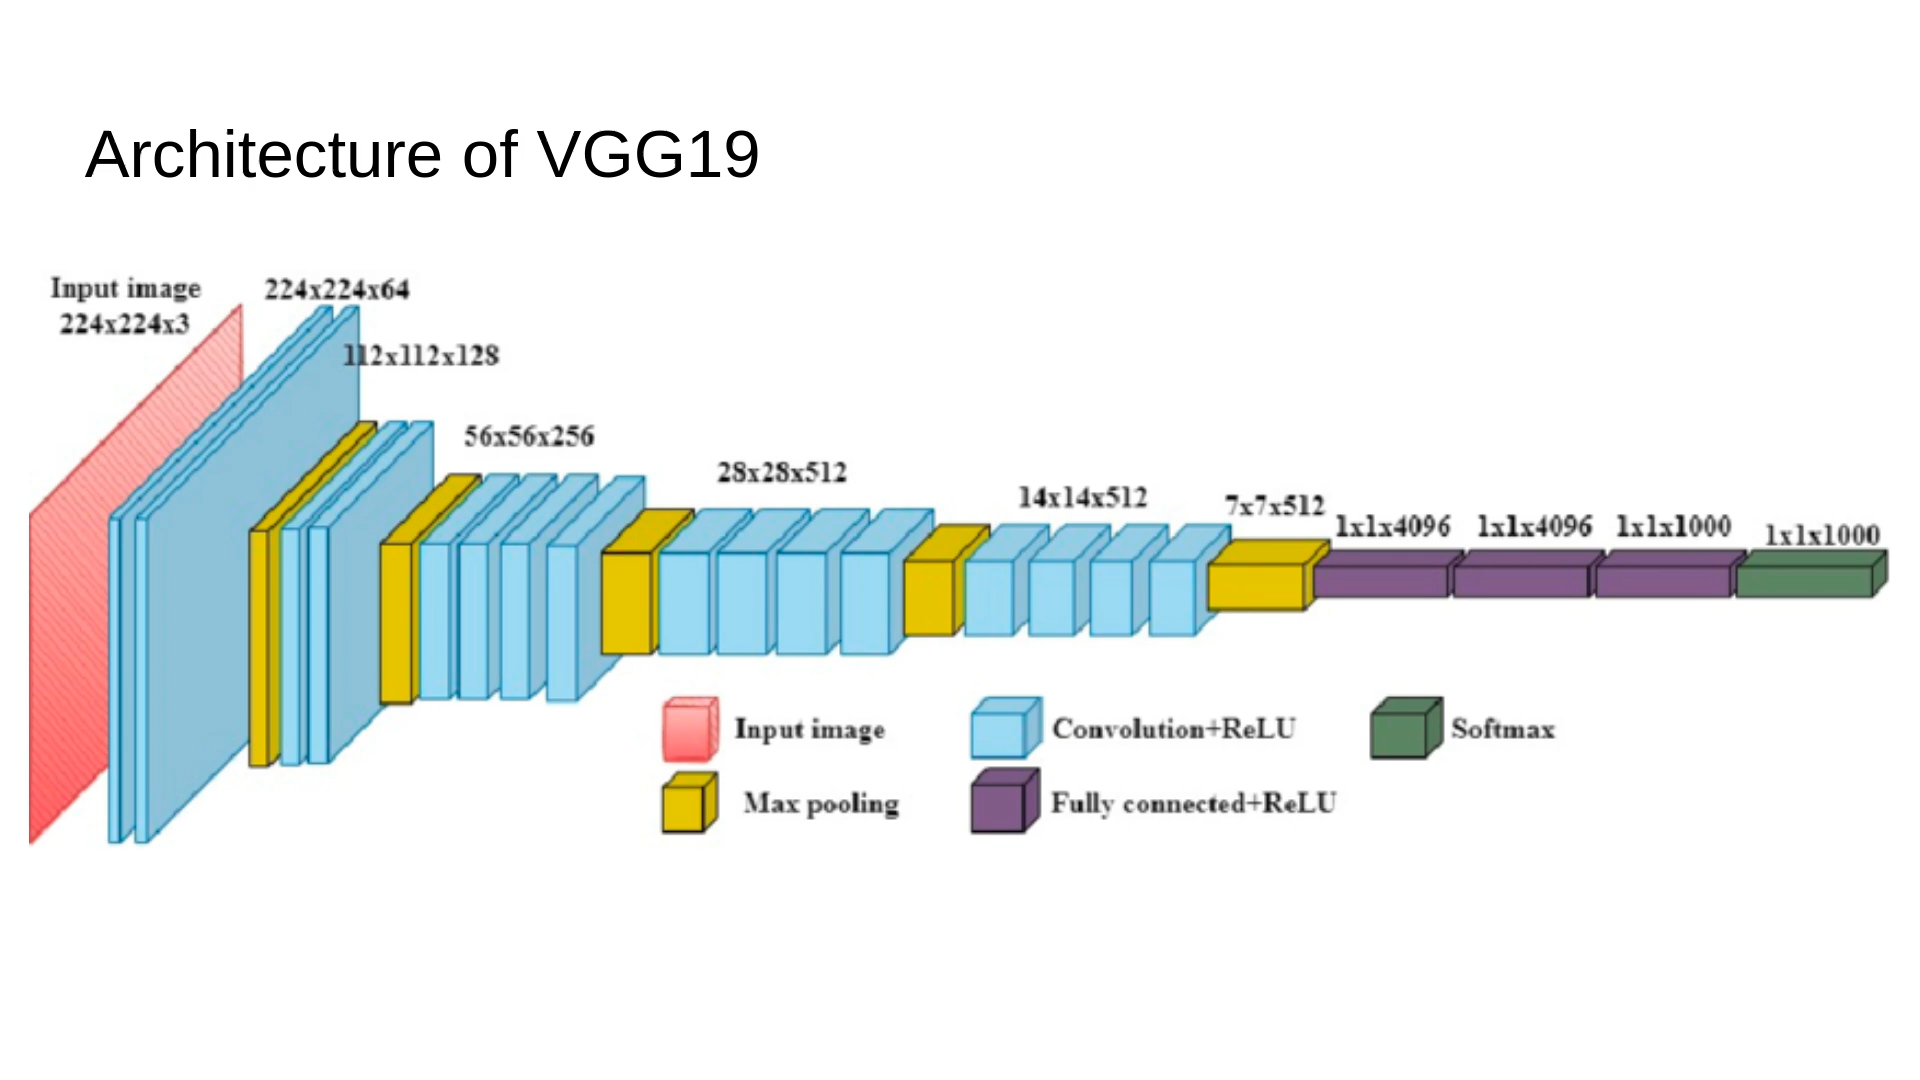 Architecture of VGG19
Input image
224x224x3
224x224x64
112x112x128
56x56x256
28x28x512
14x14x512
7x7x512
1x1x4096
1x1x4096
1x1x1000
1x1x1000
Input image
Convolution+ReLU
Softmax
Max pooling
Fully connected+ReLU